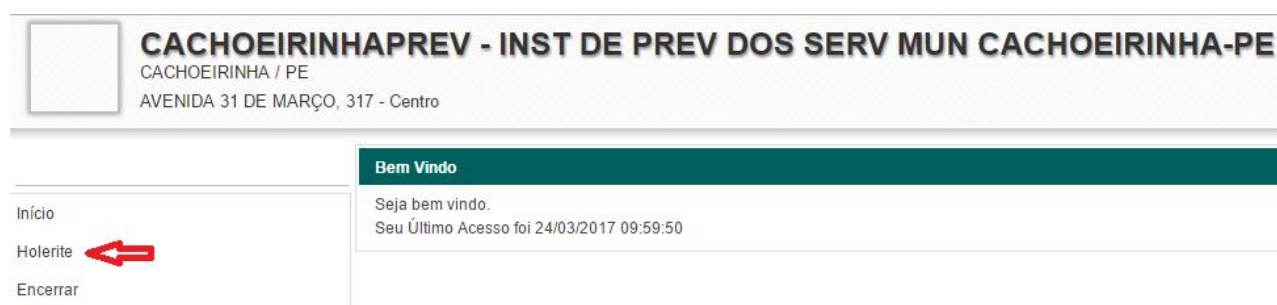 CACHOEIRINHAPREV - INST DE PREV DOS SERV MUN CACHOEIRINHA-PE
CACHOEIRINHA / PE
AVENIDA 31 DE MARÇO, 317 - Centro
Bem Vindo
Seja bem vindo.
Seu Último Acesso foi 24/03/2017 09:59:50
Início
Holerite
Encerrar